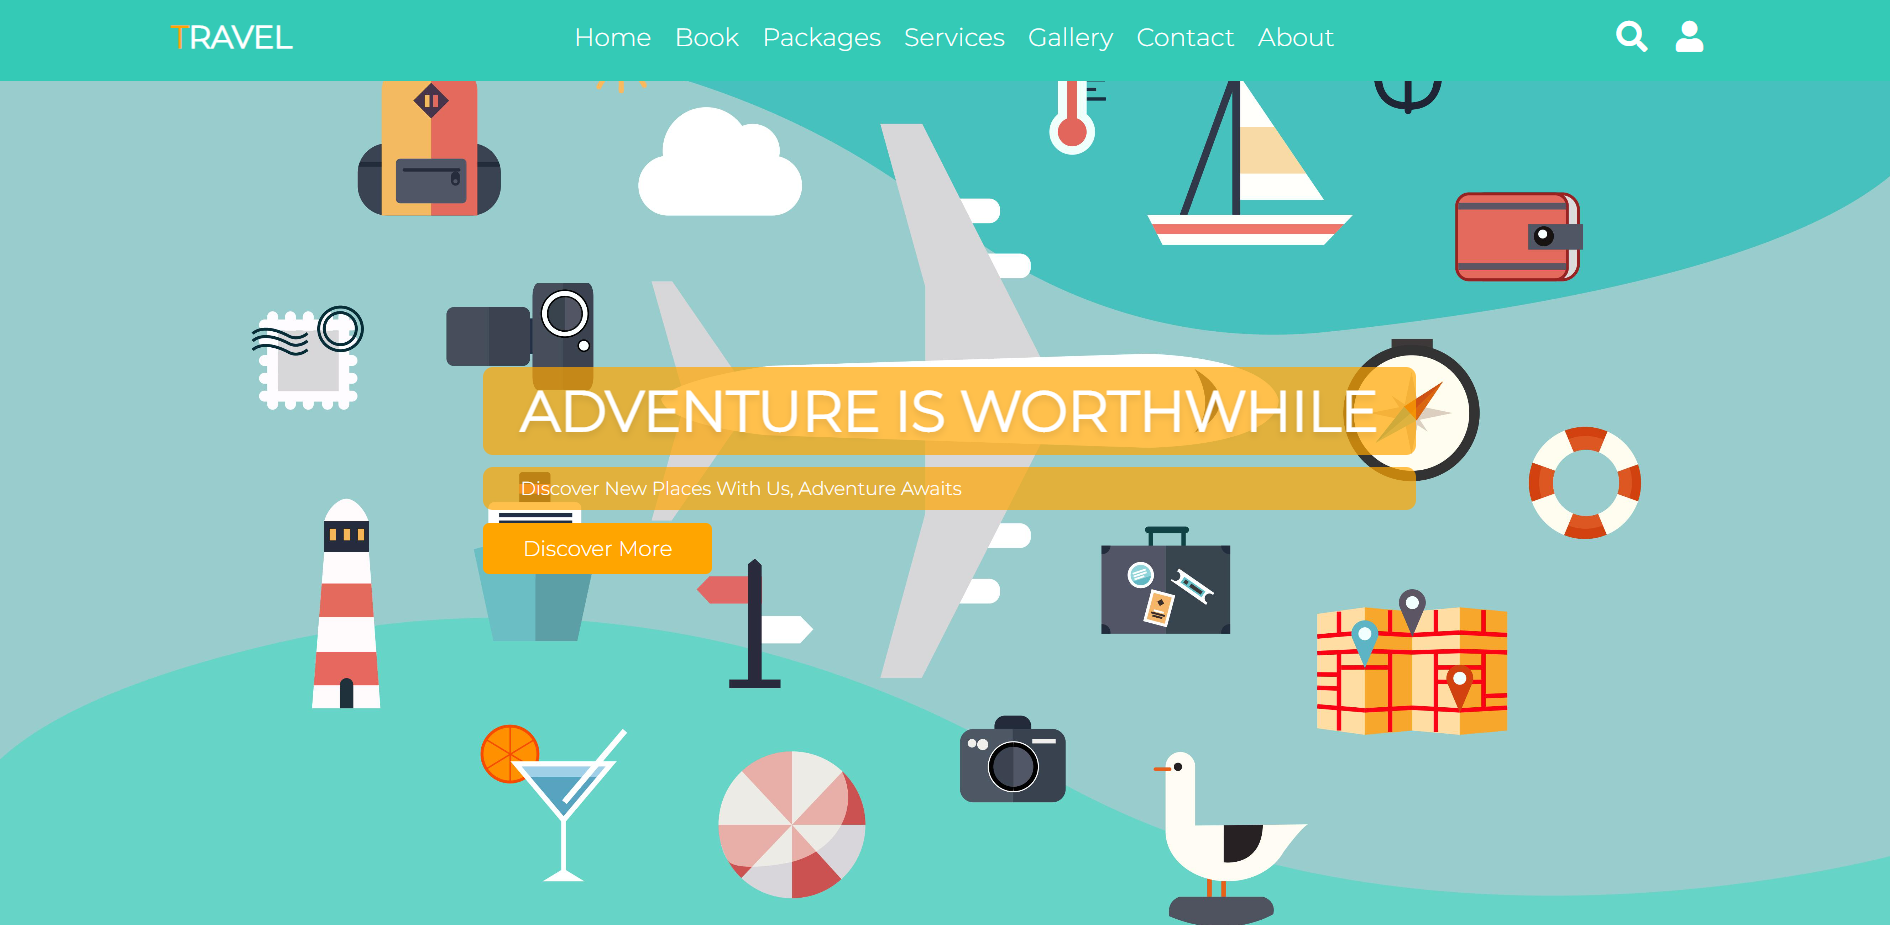 TRAVEL
Home Book Packages Services Gallery Contact About
ADVENTURE IS WORTHWHILE
Discover New Places With Us, Adventure Awaits
Discover More